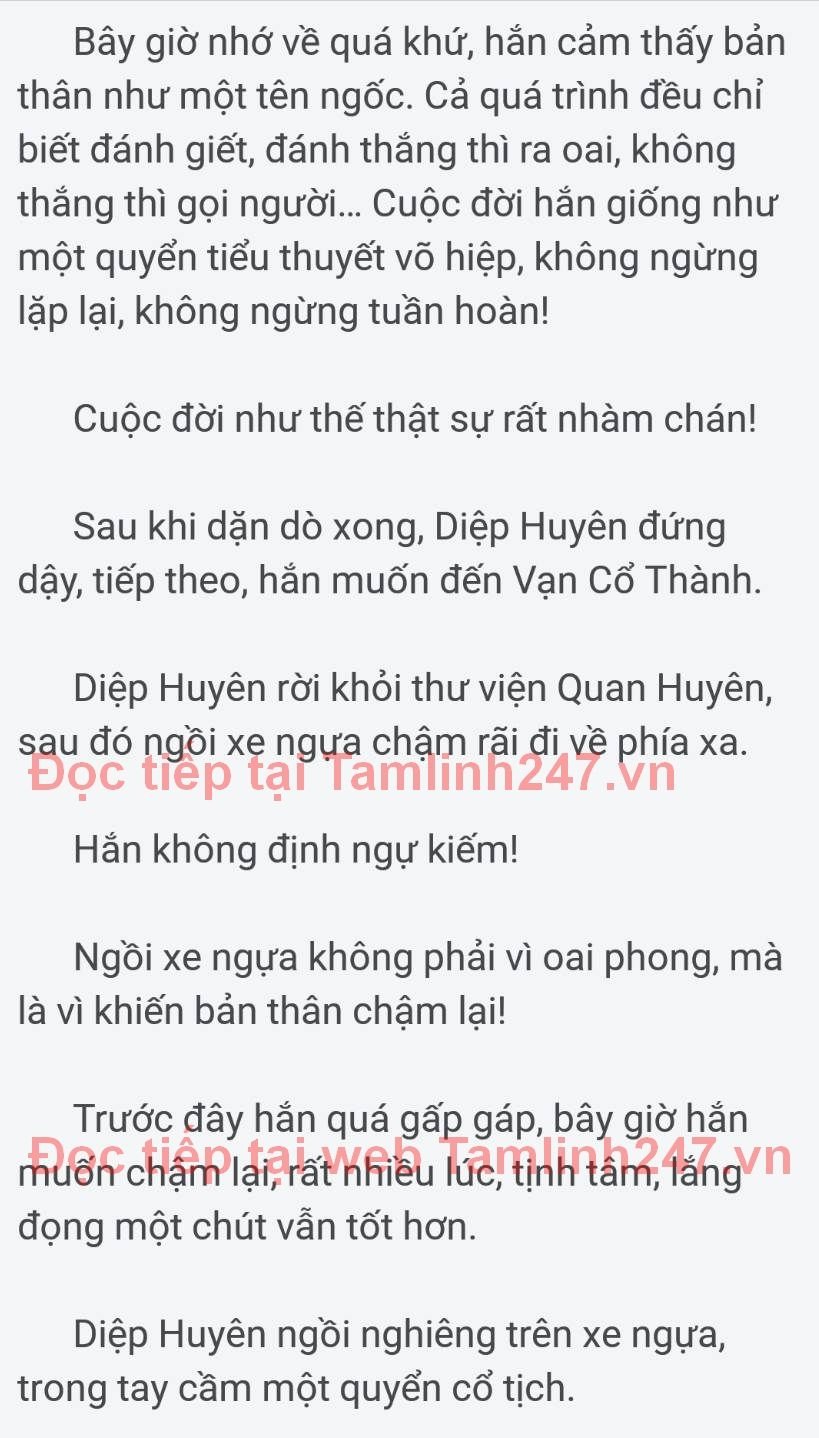 Bây giờ nhớ về quá khứ, hắn cảm thấy bản
thân như một tên ngốc. Cả quá trình đều chỉ
biết đánh giết, đánh thắng thì ra oai, không
thắng thì gọi người... Cuộc đời hắn giống như
một quyển tiểu thuyết võ hiệp, không ngừng
lặp lại, không ngừng tuần hoàn!
Cuộc đời như thế thật sự rất nhàm chán!
Sau khi dặn dò xong, Diệp Huyên đứng
dậy, tiếp theo, hắn muốn đến Vạn Cổ Thành.
Diệp Huyên rời khỏi thư viện Quan Huyên,
sau đó ngồi xe ngựa chậm rãi đi về phía xa.
Đọc tiếp tại Tamlinh247.vn
Hắn không định ngự kiếm!
Ngồi xe ngựa không phải vì oai phong, mà
là vì khiến bản thân chậm lại!
Trước đây hắn quá gấp gáp, bây giờ hắn
Đọc tiếp tại web Tamlinh247.vn
muốn chậm lại, rất nhiều lúc, tịnh tâm, lắng
đọng một chút vẫn tốt hơn.
Diệp Huyên ngồi nghiêng trên xe ngựa,
trong tay cầm một quyển cổ tịch.